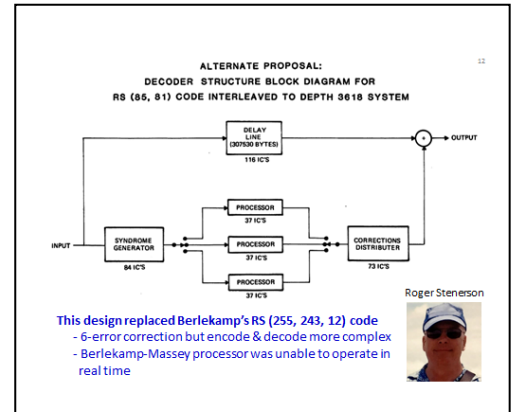 12
ALTERNATE PROPOSAL:
DECODER STRUCTURE BLOCK DIAGRAM FOR
RS (85, 81) CODE INTERLEAVED TO DEPTH 3618 SYSTEM
DELAY
LINE
(307530 BYTES)
116 IC'S
OUTPUT
PROCESSOR
37 IC'S
INPUT
SYNDROME
GENERATOR
84 IC'S
PROCESSOR
37 IC'S
CORRECTIONS
DISTRIBUTER
73 IC'S
PROCESSOR
37 IC'S
Roger Stenerson
This design replaced Berlekamp's RS (255, 243, 12) code
- 6-error correction but encode & decode more complex
- Berlekamp-Massey processor was unable to operate in
real time